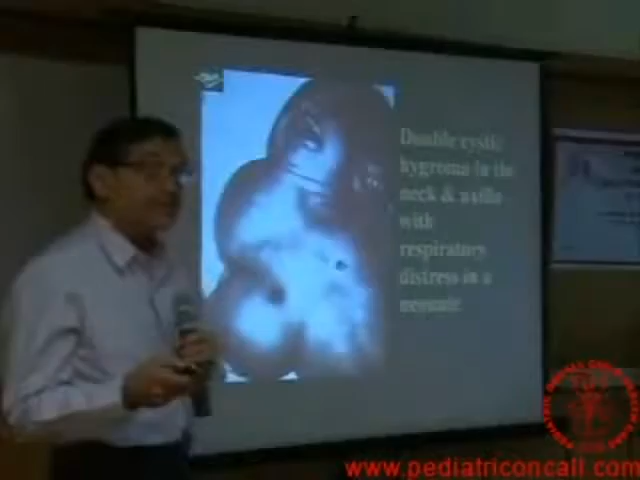 Double cystic
hygroma in the
neck & axilla
with
respiratory
distress in a
neonate
www.pediatriconcall.com